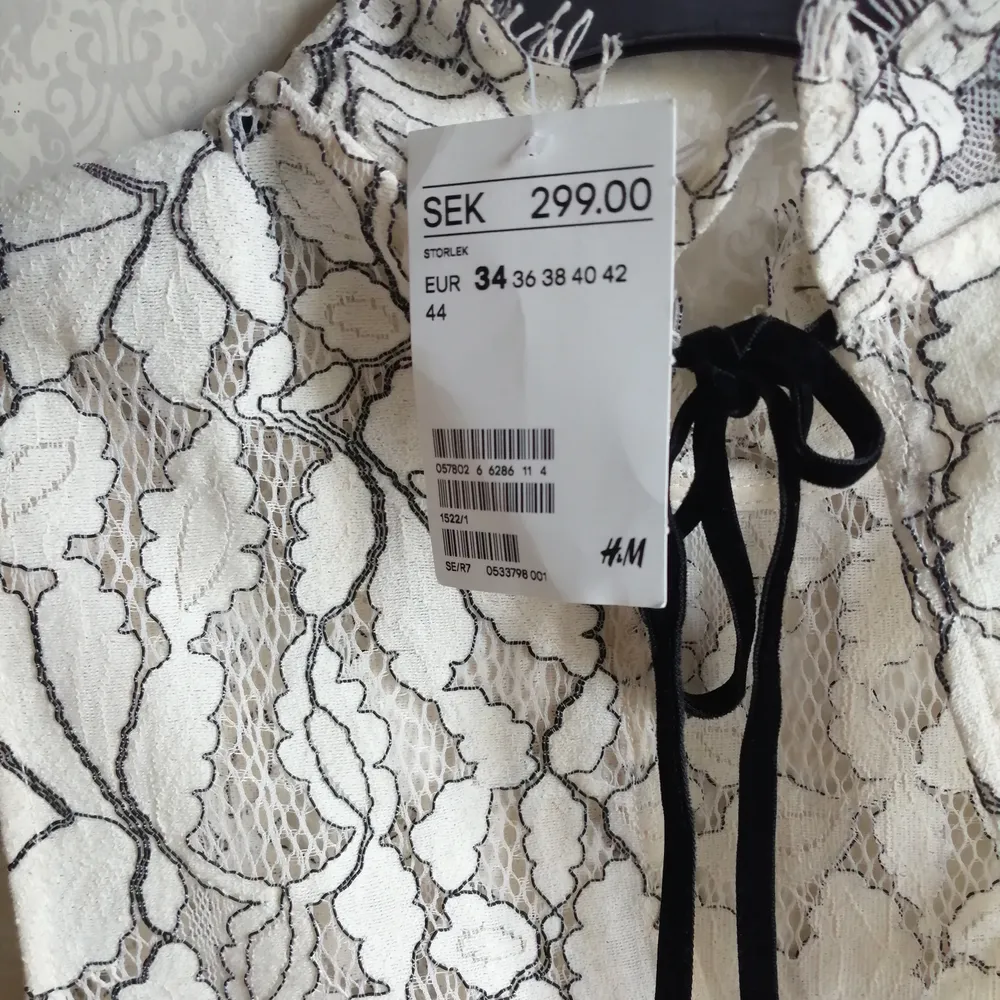 SEK 299.00
STORLEK
EUR 34 36 38 40 42
44
057802 6 6286 11 4
1522/1
SE/R7 0533798 001
H&M